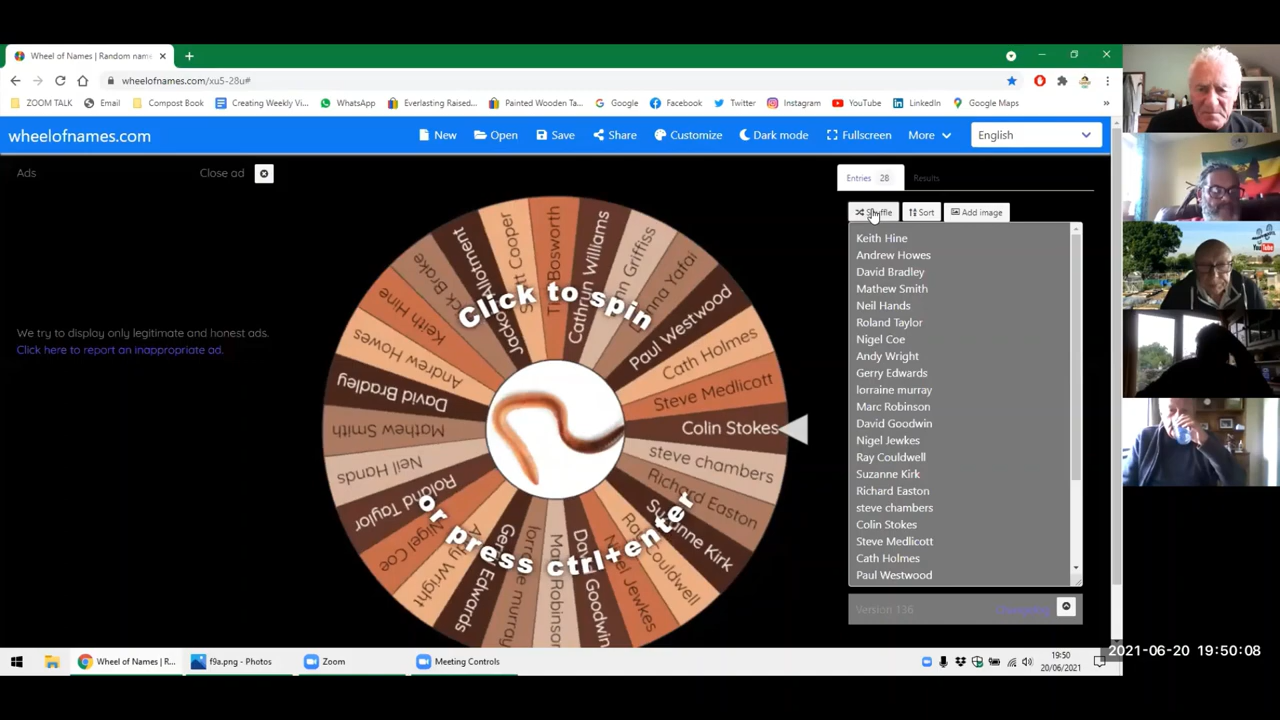 Wheel of Names | Random name
wheelofnames.com/xu5-28u#
ZOOM TALK
Email
Compost Book
Creating Weekly Vi...
WhatsApp
Everlasting Raised...
Painted Wooden Ta...
Google
Facebook
Twitter
Instagram
YouTube
LinkedIn
Google Maps
»
wheelofnames.com
New
Open
Save
Share
Customize
Dark mode
Fullscreen
More
English
Ads
Close ad
We try to display only legitimate and honest ads.
Click here to report an inappropriate ad.
Click to spin
or press ctrl+enter
Cathryn Williams
Paul Westwood
Cath Holmes
Steve Medlicott
Colin Stokes
steve chambers
Richard Easton
Suzanne Kirk
Neil Hands
Mathew Smith
David Bradley
Andrew Howes
Keith Hine
Entries 28
Results
Shuffle
Sort
Add image
Keith Hine
Andrew Howes
David Bradley
Mathew Smith
Neil Hands
Roland Taylor
Nigel Coe
Andy Wright
Gerry Edwards
lorraine murray
Marc Robinson
David Goodwin
Nigel Jewkes
Ray Couldwell
Suzanne Kirk
Richard Easton
steve chambers
Colin Stokes
Steve Medlicott
Cath Holmes
Paul Westwood
Version 136
YouTube
2021-06-20 19:50:08
Wheel of Names | R...
f9a.png - Photos
Zoom
Meeting Controls
19:50
20/06/2021